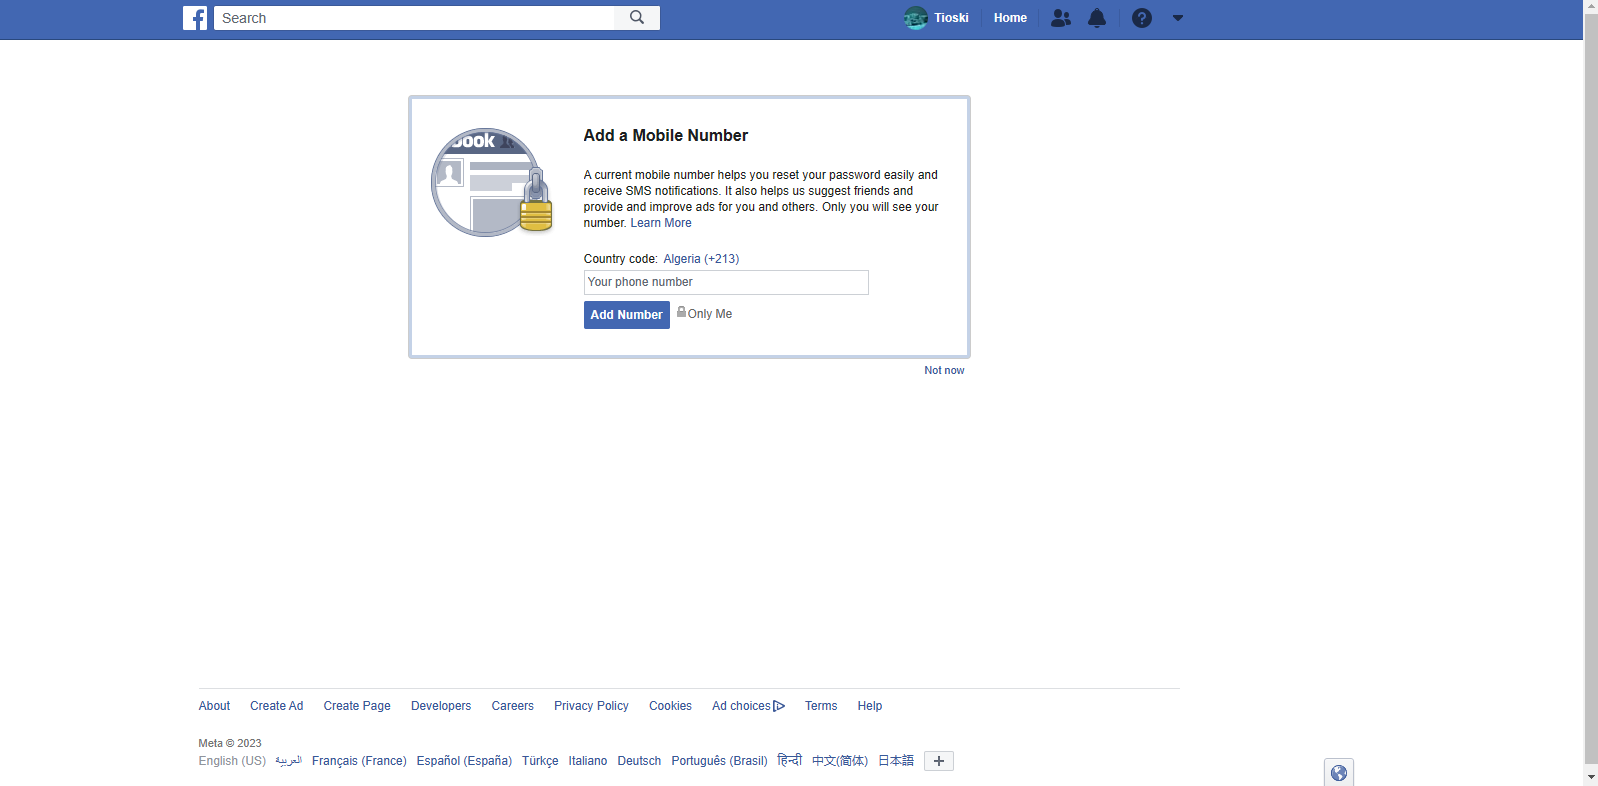 Search
Tioski
Home
book
Add a Mobile Number
A current mobile number helps you reset your password easily and
receive SMS notifications. It also helps us suggest friends and
provide and improve ads for you and others. Only you will see your
number. Learn More
Country code: Algeria (+213)
Your phone number
Add Number Only Me
Not now
About Create Ad Create Page Developers Careers Privacy Policy Cookies Ad choices Terms Help
Meta © 2023
English (US) العربية Français (France) Español (España) Türkçe Italiano Deutsch Português (Brasil) हिन्दी 中文(简体) 日本語